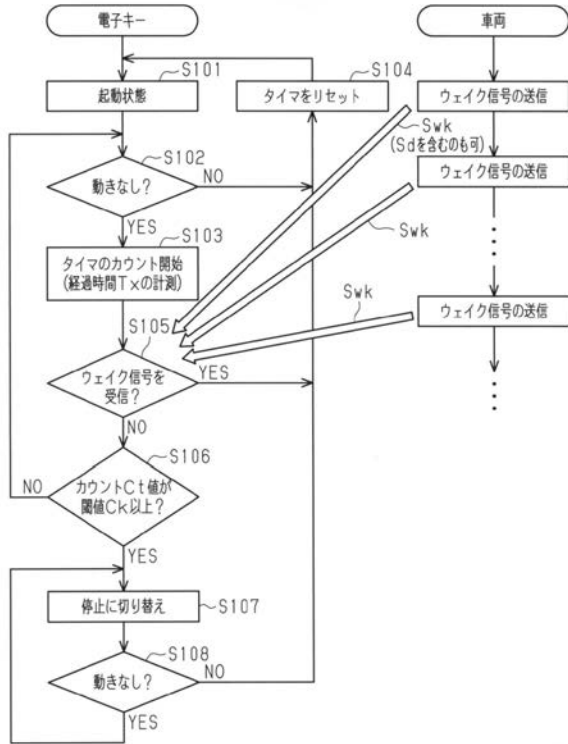 電子キー
車両
S101
起動状態
S104
タイマをリセット
ウェイク信号の送信
Swk
(Sdを含むのも可)
S102
動きなし?
NO
YES
ウェイク信号の送信
Swk
S103
タイマのカウント開始
(経過時間Txの計測)
Swk
ウェイク信号の送信
S105
ウェイク信号を
受信?
YES
NO
S106
カウントCt値が
閾値Ck以上?
NO
YES
停止に切り替え
S107
S108
動きなし?
NO
YES